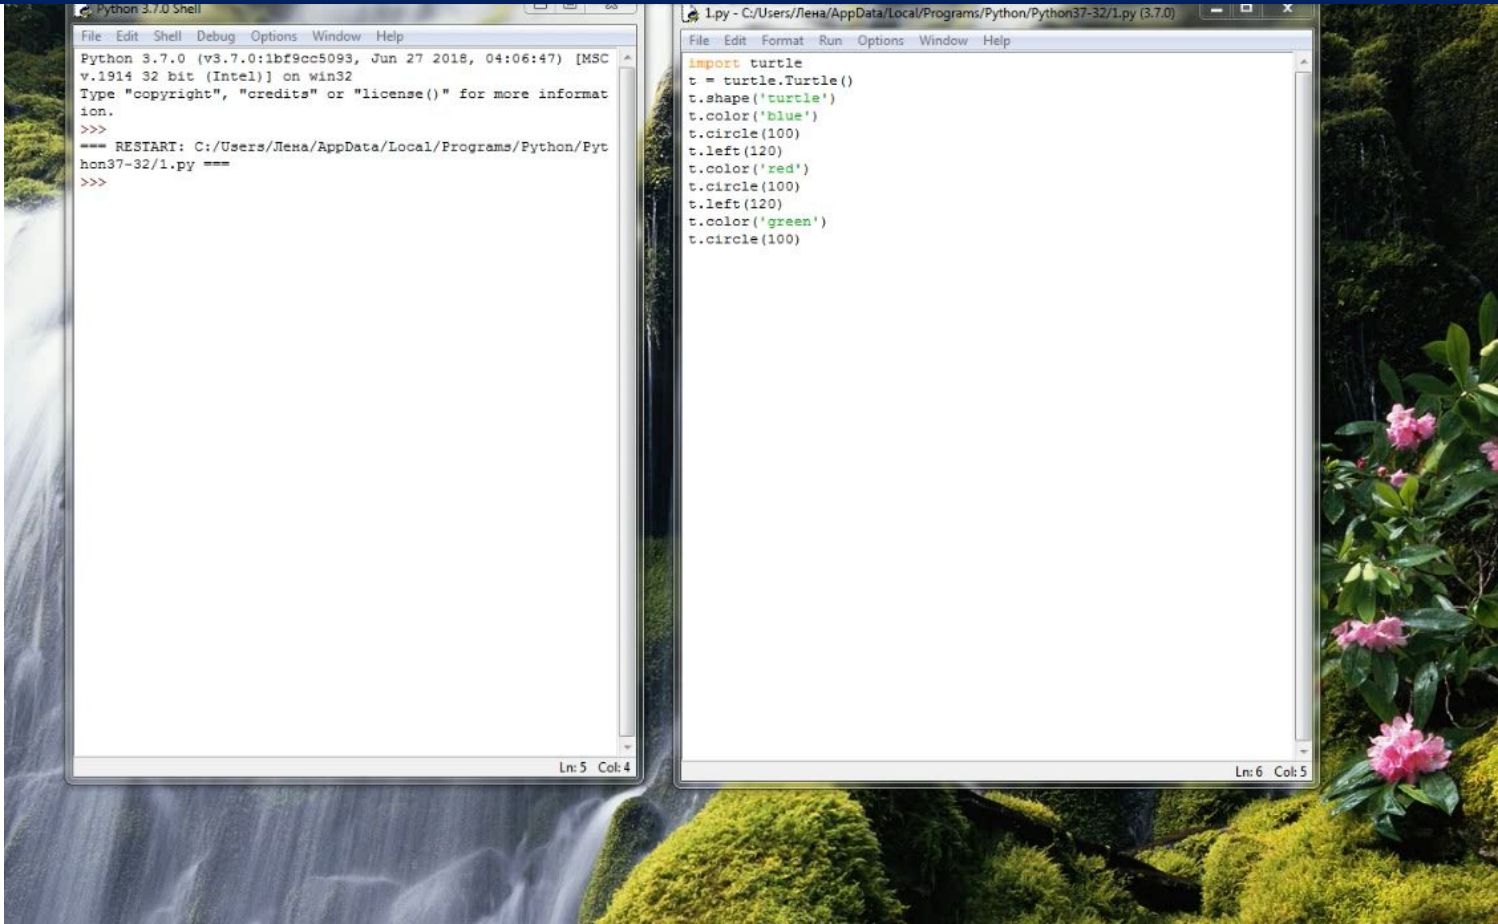 Python 3.7.0 Shell
File Edit Shell Debug Options Window Help
Python 3.7.0 (v3.7.0:1bf9cc5093, Jun 27 2018, 04:06:47) [MSC
v.1914 32 bit (Intel)] on win32
Type "copyright", "credits" or "license()" for more informat
ion.
>>>
=== RESTART: C:/Users/Лена/AppData/Local/Programs/Python/Pyt
hon37-32/1.py ===
>>>
Ln: 5 Col: 4
1.py - C:/Users/Лена/AppData/Local/Programs/Python/Python37-32/1.py (3.7.0)
File Edit Format Run Options Window Help
import turtle
t = turtle.Turtle()
t.shape('turtle')
t.color('blue')
t.circle(100)
t.left(120)
t.color('red')
t.circle(100)
t.left(120)
t.color('green')
t.circle(100)
Ln: 6 Col: 5